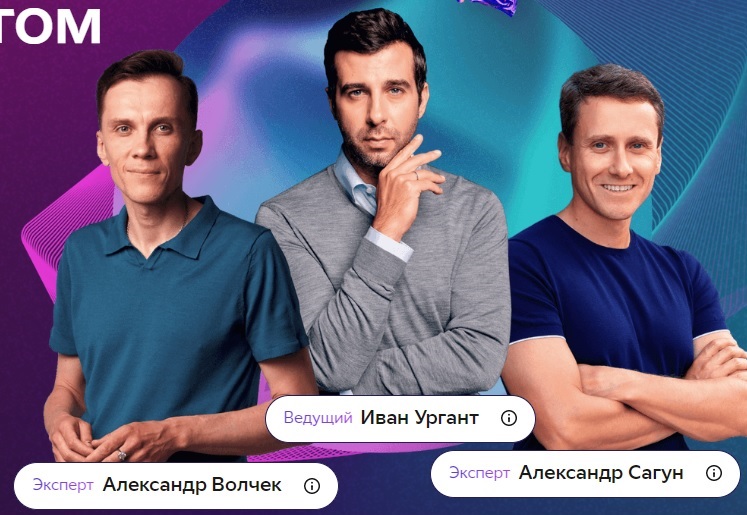 ТОМ
Ведущий Иван Ургант
Эксперт Александр Волчек
Эксперт Александр Сагун